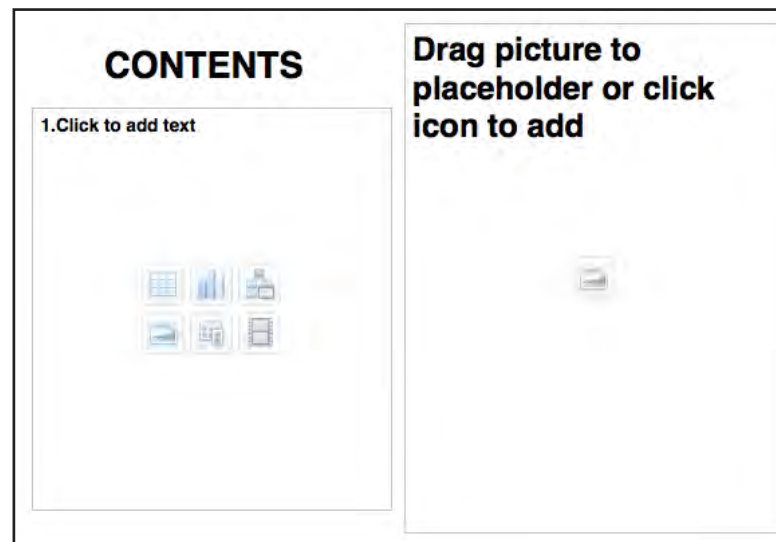 CONTENTS
1.Click to add text
Drag picture to
placeholder or click
icon to add